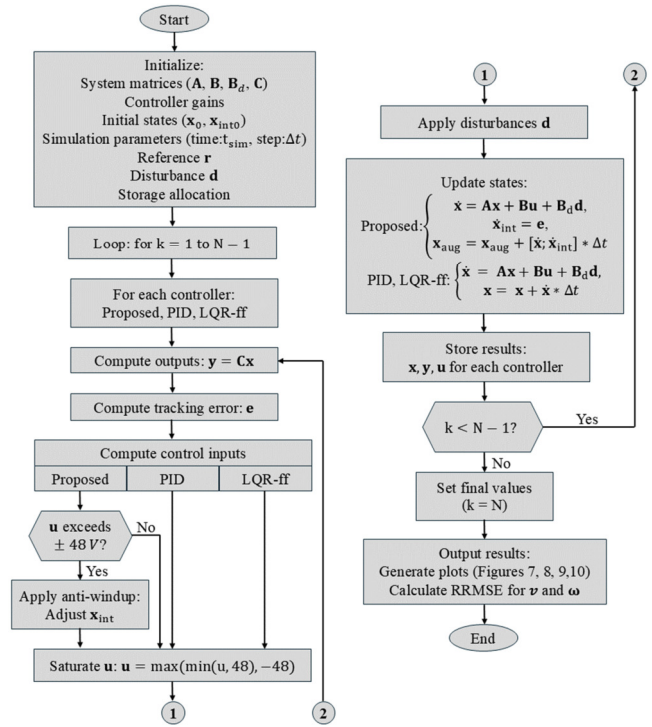 Start
Initialize:
System matrices (A, B, B_d, C)
Controller gains
Initial states (x₀, x_int0)
Simulation parameters (time:t_sim, step:Δt)
Reference r
Disturbance d
Storage allocation
Loop: for k = 1 to N − 1
For each controller:
Proposed, PID, LQR-ff
Compute outputs: y = Cx
Compute tracking error: e
Compute control inputs
Proposed PID LQR-ff
u exceeds
± 48 V?
No
Yes
Apply anti-windup:
Adjust x_int
Saturate u: u = max(min(u, 48), −48)
1
2
1
2
Apply disturbances d
Update states:
Proposed: { ẋ = Ax + Bu + B_d d,
ẋ_int = e,
x_aug = x_aug + [ẋ; ẋ_int] ∗ Δt
PID, LQR-ff: { ẋ = Ax + Bu + B_d d,
x = x + ẋ ∗ Δt
Store results:
x, y, u for each controller
k < N − 1?
Yes
No
Set final values
(k = N)
Output results:
Generate plots (Figures 7, 8, 9,10)
Calculate RRMSE for v and ω
End